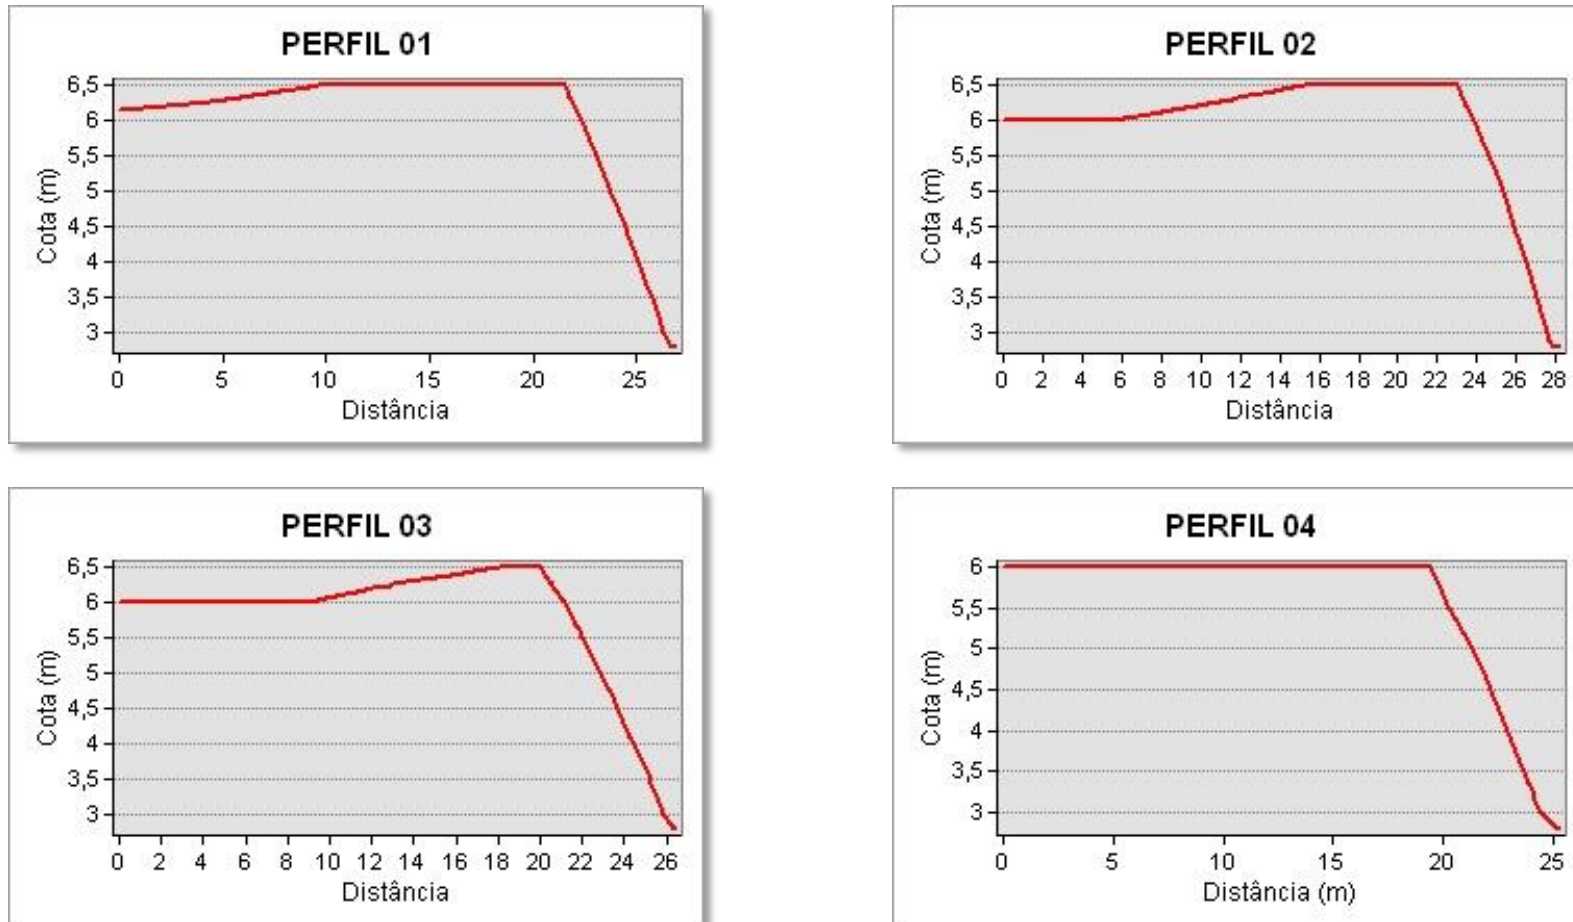 PERFIL 01
6,5
6
5,5
5
4,5
4
3,5
3
Cota (m)
0 5 10 15 20 25
Distância
PERFIL 02
6,5
6
5,5
5
4,5
4
3,5
3
Cota (m)
0 2 4 6 8 10 12 14 16 18 20 22 24 26 28
Distância
PERFIL 03
6,5
6
5,5
5
4,5
4
3,5
3
Cota (m)
0 2 4 6 8 10 12 14 16 18 20 22 24 26
Distância
PERFIL 04
6
5,5
5
4,5
4
3,5
3
Cota (m)
0 5 10 15 20 25
Distância (m)